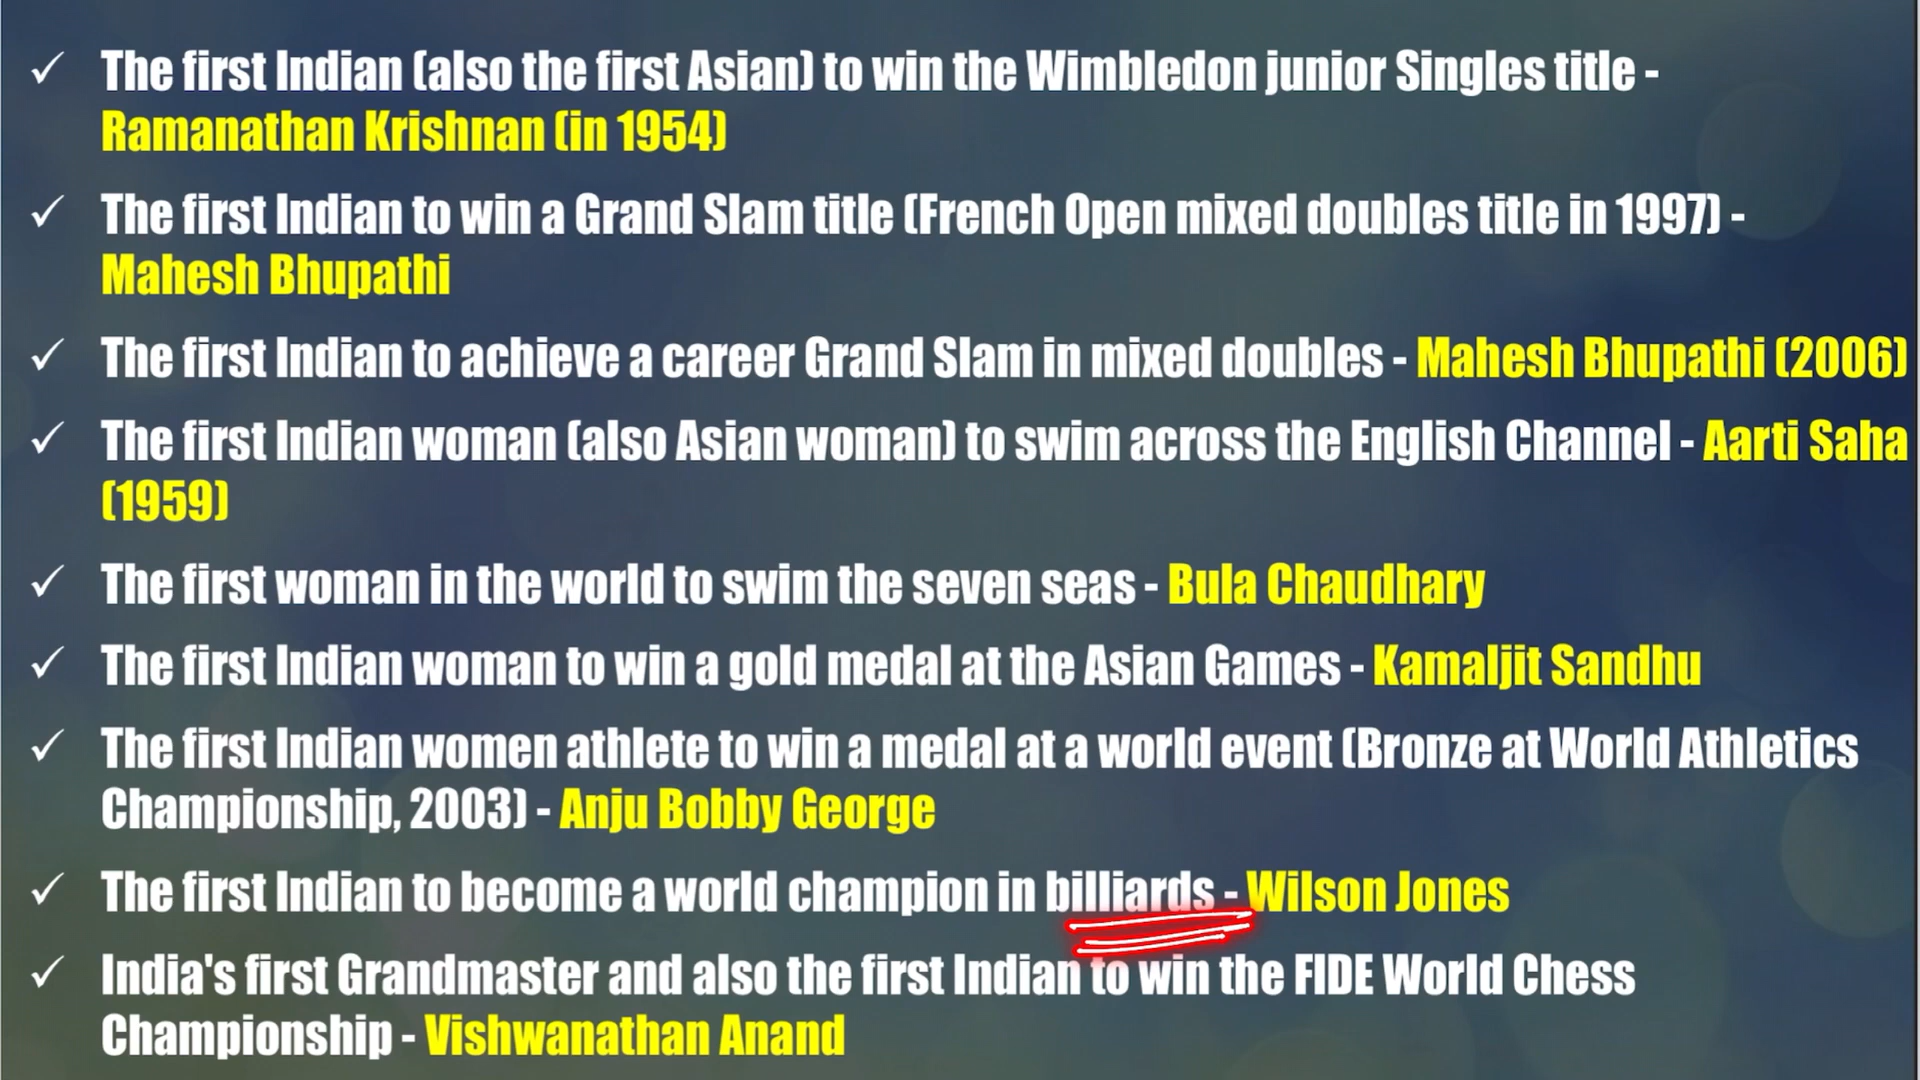 ✓ The first Indian (also the first Asian) to win the Wimbledon junior Singles title -
Ramanathan Krishnan (in 1954)
✓ The first Indian to win a Grand Slam title (French Open mixed doubles title in 1997) -
Mahesh Bhupathi
✓ The first Indian to achieve a career Grand Slam in mixed doubles - Mahesh Bhupathi (2006)
✓ The first Indian woman (also Asian woman) to swim across the English Channel - Aarti Saha
(1959)
✓ The first woman in the world to swim the seven seas - Bula Chaudhary
✓ The first Indian woman to win a gold medal at the Asian Games - Kamaljit Sandhu
✓ The first Indian women athlete to win a medal at a world event (Bronze at World Athletics
Championship, 2003) - Anju Bobby George
✓ The first Indian to become a world champion in billiards - Wilson Jones
✓ India's first Grandmaster and also the first Indian to win the FIDE World Chess
Championship - Vishwanathan Anand